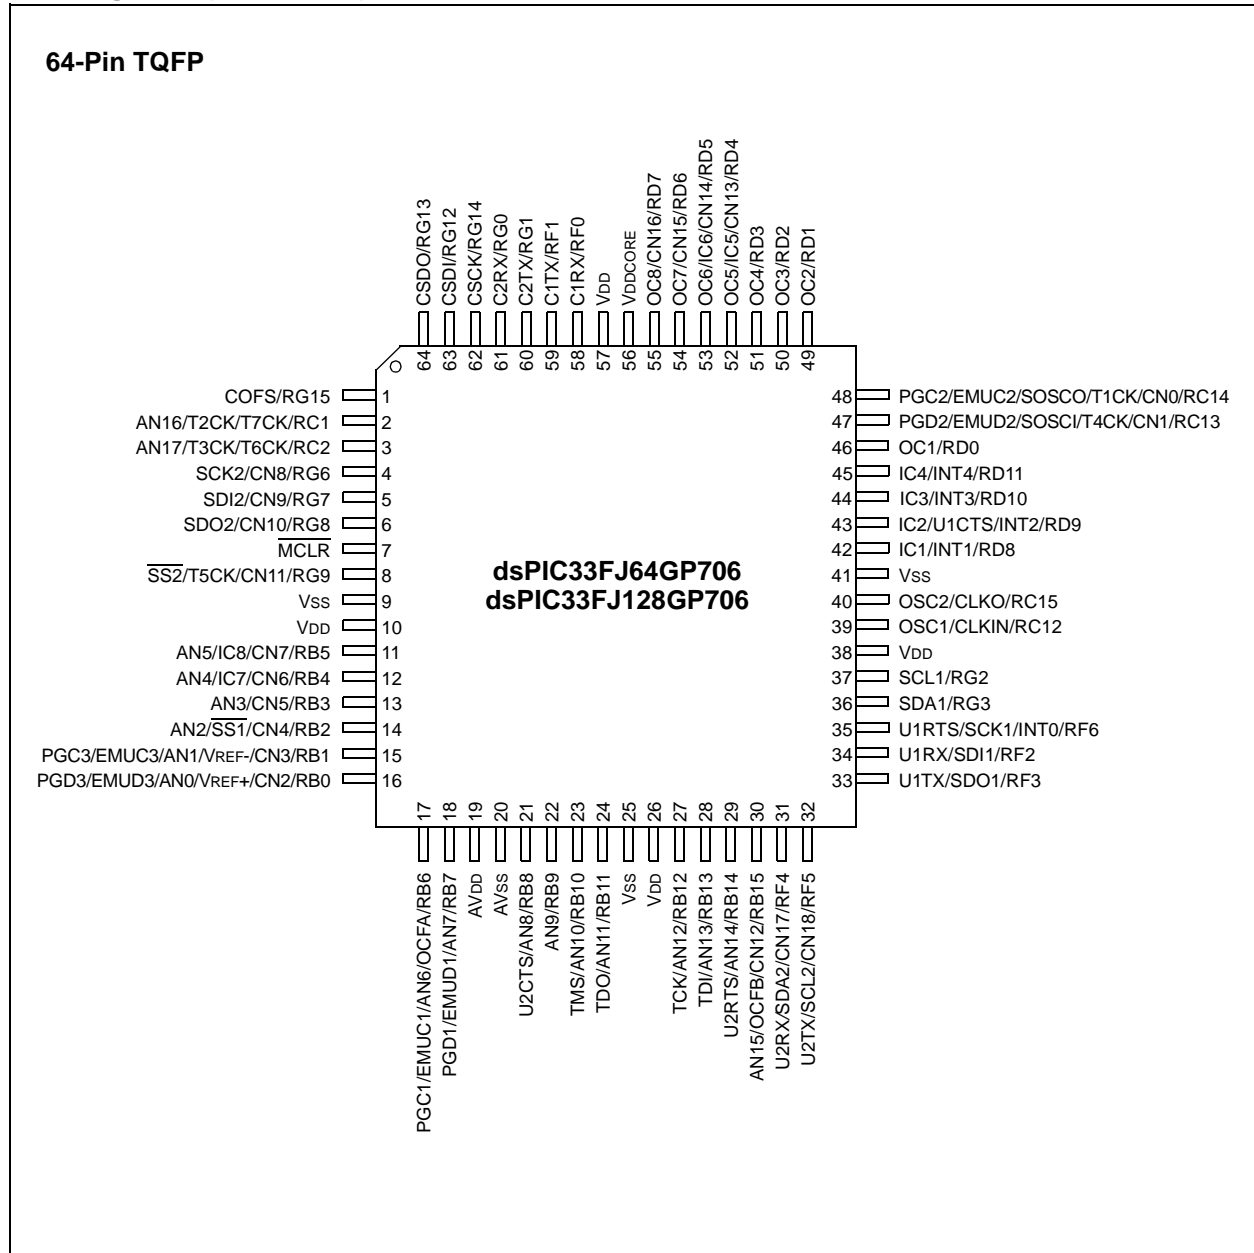 64-Pin TQFP
CSDO/RG13
CSDI/RG12
CSCK/RG14
C2RX/RG0
C2TX/RG1
C1TX/RF1
C1RX/RF0
VDD
VDDCORE
OC8/CN16/RD7
OC7/CN15/RD6
OC6/IC6/CN14/RD5
OC5/IC5/CN13/RD4
OC4/RD3
OC3/RD2
OC2/RD1
64 63 62 61 60 59 58 57 56 55 54 53 52 51 50 49
COFS/RG15 1
AN16/T2CK/T7CK/RC1 2
AN17/T3CK/T6CK/RC2 3
SCK2/CN8/RG6 4
SDI2/CN9/RG7 5
SDO2/CN10/RG8 6
MCLR 7
SS2/T5CK/CN11/RG9 8
VSS 9
VDD 10
AN5/IC8/CN7/RB5 11
AN4/IC7/CN6/RB4 12
AN3/CN5/RB3 13
AN2/SS1/CN4/RB2 14
PGC3/EMUC3/AN1/VREF-/CN3/RB1 15
PGD3/EMUD3/AN0/VREF+/CN2/RB0 16
dsPIC33FJ64GP706
dsPIC33FJ128GP706
48 PGC2/EMUC2/SOSCO/T1CK/CN0/RC14
47 PGD2/EMUD2/SOSCI/T4CK/CN1/RC13
46 OC1/RD0
45 IC4/INT4/RD11
44 IC3/INT3/RD10
43 IC2/U1CTS/INT2/RD9
42 IC1/INT1/RD8
41 VSS
40 OSC2/CLKO/RC15
39 OSC1/CLKIN/RC12
38 VDD
37 SCL1/RG2
36 SDA1/RG3
35 U1RTS/SCK1/INT0/RF6
34 U1RX/SDI1/RF2
33 U1TX/SDO1/RF3
17 18 19 20 21 22 23 24 25 26 27 28 29 30 31 32
PGC1/EMUC1/AN6/OCFA/RB6
PGD1/EMUD1/AN7/RB7
AVDD
AVSS
U2CTS/AN8/RB8
AN9/RB9
TMS/AN10/RB10
TDO/AN11/RB11
VSS
VDD
TCK/AN12/RB12
TDI/AN13/RB13
U2RTS/AN14/RB14
AN15/OCFB/CN12/RB15
U2RX/SDA2/CN17/RF4
U2TX/SCL2/CN18/RF5